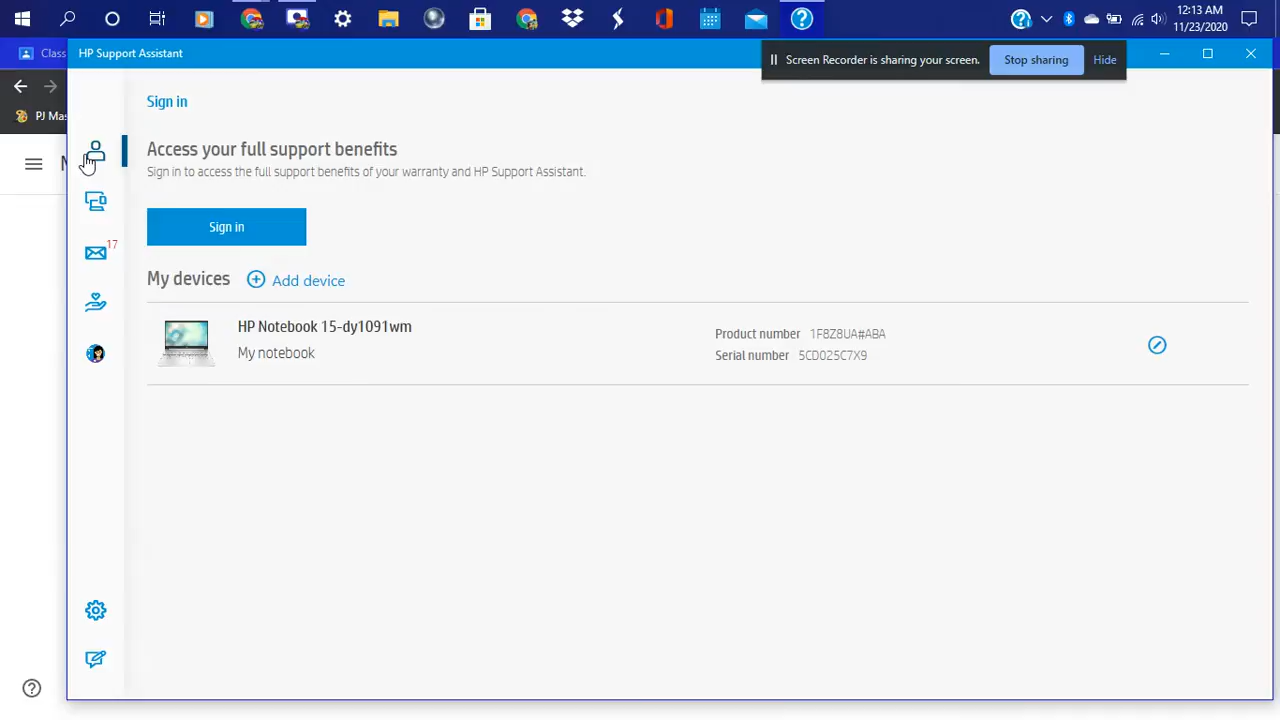 12:13 AM
11/23/2020
Class
HP Support Assistant
Screen Recorder is sharing your screen.
Stop sharing
Hide
PJ Mas
M
Sign in
Access your full support benefits
Sign in to access the full support benefits of your warranty and HP Support Assistant.
Sign in
17
My devices
Add device
HP Notebook 15-dy1091wm
My notebook
Product number 1F8Z8UA#ABA
Serial number 5CD025C7X9